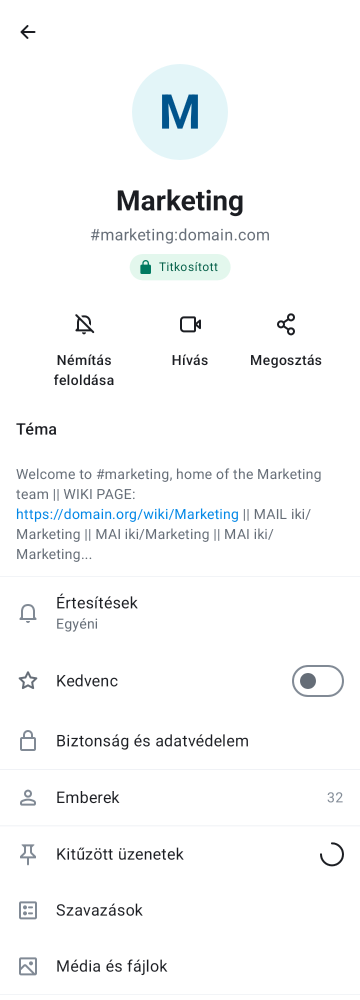 M
Marketing
#marketing:domain.com
Titkosított
Némítás
feloldása
Hívás
Megosztás
Téma
Welcome to #marketing, home of the Marketing
team || WIKI PAGE:
https://domain.org/wiki/Marketing || MAIL iki/
Marketing || MAI iki/Marketing || MAI iki/
Marketing...
Értesítések
Egyéni
Kedvenc
Biztonság és adatvédelem
Emberek
32
Kitűzött üzenetek
Szavazások
Média és fájlok